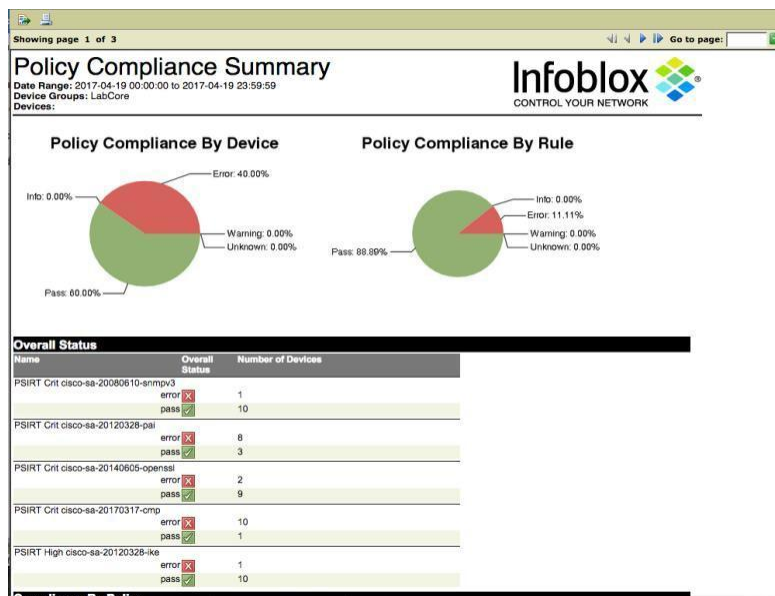 Showing page 1 of 3
Go to page:
Policy Compliance Summary
Date Range: 2017-04-19 00:00:00 to 2017-04-19 23:59:59
Device Groups: LabCore
Devices:
Infoblox
CONTROL YOUR NETWORK
Policy Compliance By Device
Error: 40.00%
Info: 0.00%
Warning: 0.00%
Unknown: 0.00%
Pass: 60.00%
Policy Compliance By Rule
Info: 0.00%
Error: 11.11%
Warning: 0.00%
Unknown: 0.00%
Pass: 88.89%
Overall Status
Name Overall Status Number of Devices
PSIRT Crit cisco-sa-20080610-snmpv3
error 1
pass 10
PSIRT Crit cisco-sa-20120328-pai
error 8
pass 3
PSIRT Crit cisco-sa-20140605-openssl
error 2
pass 9
PSIRT Crit cisco-sa-20170317-cmp
error 10
pass 1
PSIRT High cisco-sa-20120328-ike
error 1
pass 10